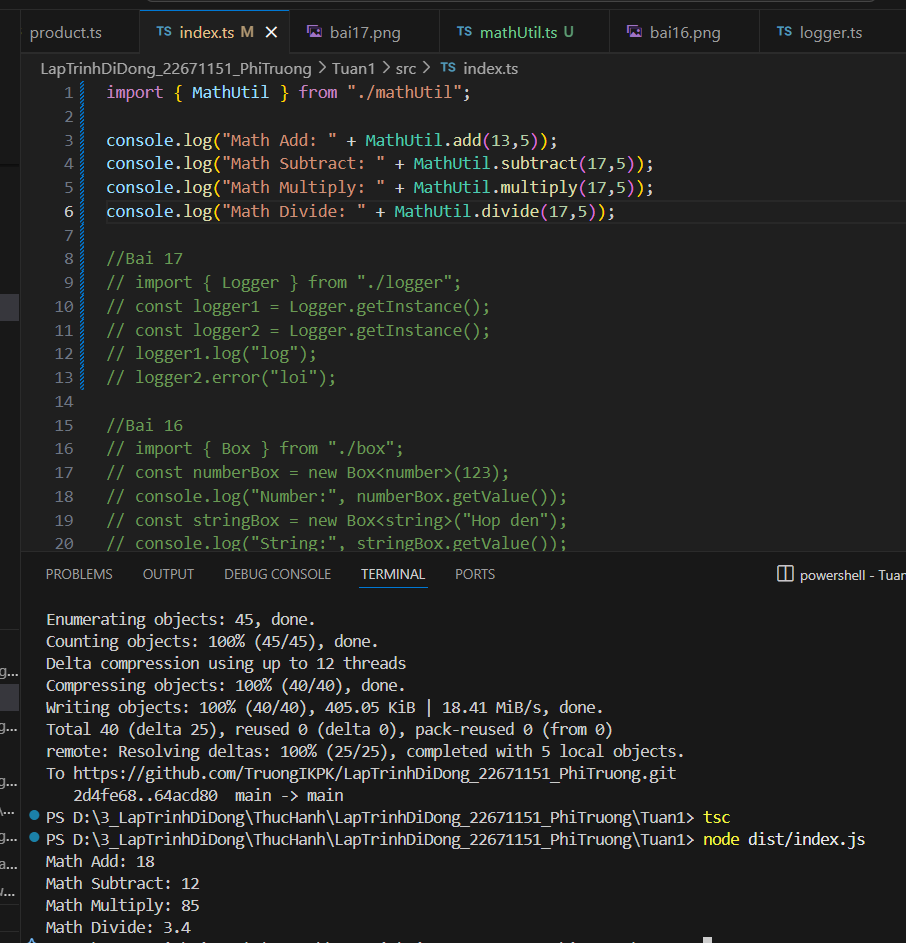 product.ts
TS index.ts M ×
bai17.png
TS mathUtil.ts U
bai16.png
TS logger.ts
LapTrinhDiDong_22671151_PhiTruong > Tuan1 > src > TS index.ts
1 import { MathUtil } from "./mathUtil";
2
3 console.log("Math Add: " + MathUtil.add(13,5));
4 console.log("Math Subtract: " + MathUtil.subtract(17,5));
5 console.log("Math Multiply: " + MathUtil.multiply(17,5));
6 console.log("Math Divide: " + MathUtil.divide(17,5));
7
8 //Bai 17
9 // import { Logger } from "./logger";
10 // const logger1 = Logger.getInstance();
11 // const logger2 = Logger.getInstance();
12 // logger1.log("log");
13 // logger2.error("loi");
14
15 //Bai 16
16 // import { Box } from "./box";
17 // const numberBox = new Box<number>(123);
18 // console.log("Number:", numberBox.getValue());
19 // const stringBox = new Box<string>("Hop den");
20 // console.log("String:", stringBox.getValue());
PROBLEMS OUTPUT DEBUG CONSOLE TERMINAL PORTS
powershell - Tuan
Enumerating objects: 45, done.
Counting objects: 100% (45/45), done.
Delta compression using up to 12 threads
Compressing objects: 100% (40/40), done.
Writing objects: 100% (40/40), 405.05 KiB | 18.41 MiB/s, done.
Total 40 (delta 25), reused 0 (delta 0), pack-reused 0 (from 0)
remote: Resolving deltas: 100% (25/25), completed with 5 local objects.
To https://github.com/TruongIKPK/LapTrinhDiDong_22671151_PhiTruong.git
2d4fe68..64acd80 main -> main
PS D:\3_LapTrinhDiDong\ThucHanh\LapTrinhDiDong_22671151_PhiTruong\Tuan1> tsc
PS D:\3_LapTrinhDiDong\ThucHanh\LapTrinhDiDong_22671151_PhiTruong\Tuan1> node dist/index.js
Math Add: 18
Math Subtract: 12
Math Multiply: 85
Math Divide: 3.4